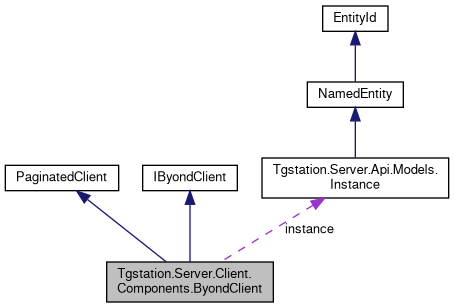 EntityId
NamedEntity
PaginatedClient
IByondClient
Tgstation.Server.Api.Models.
Instance
instance
Tgstation.Server.Client.
Components.ByondClient